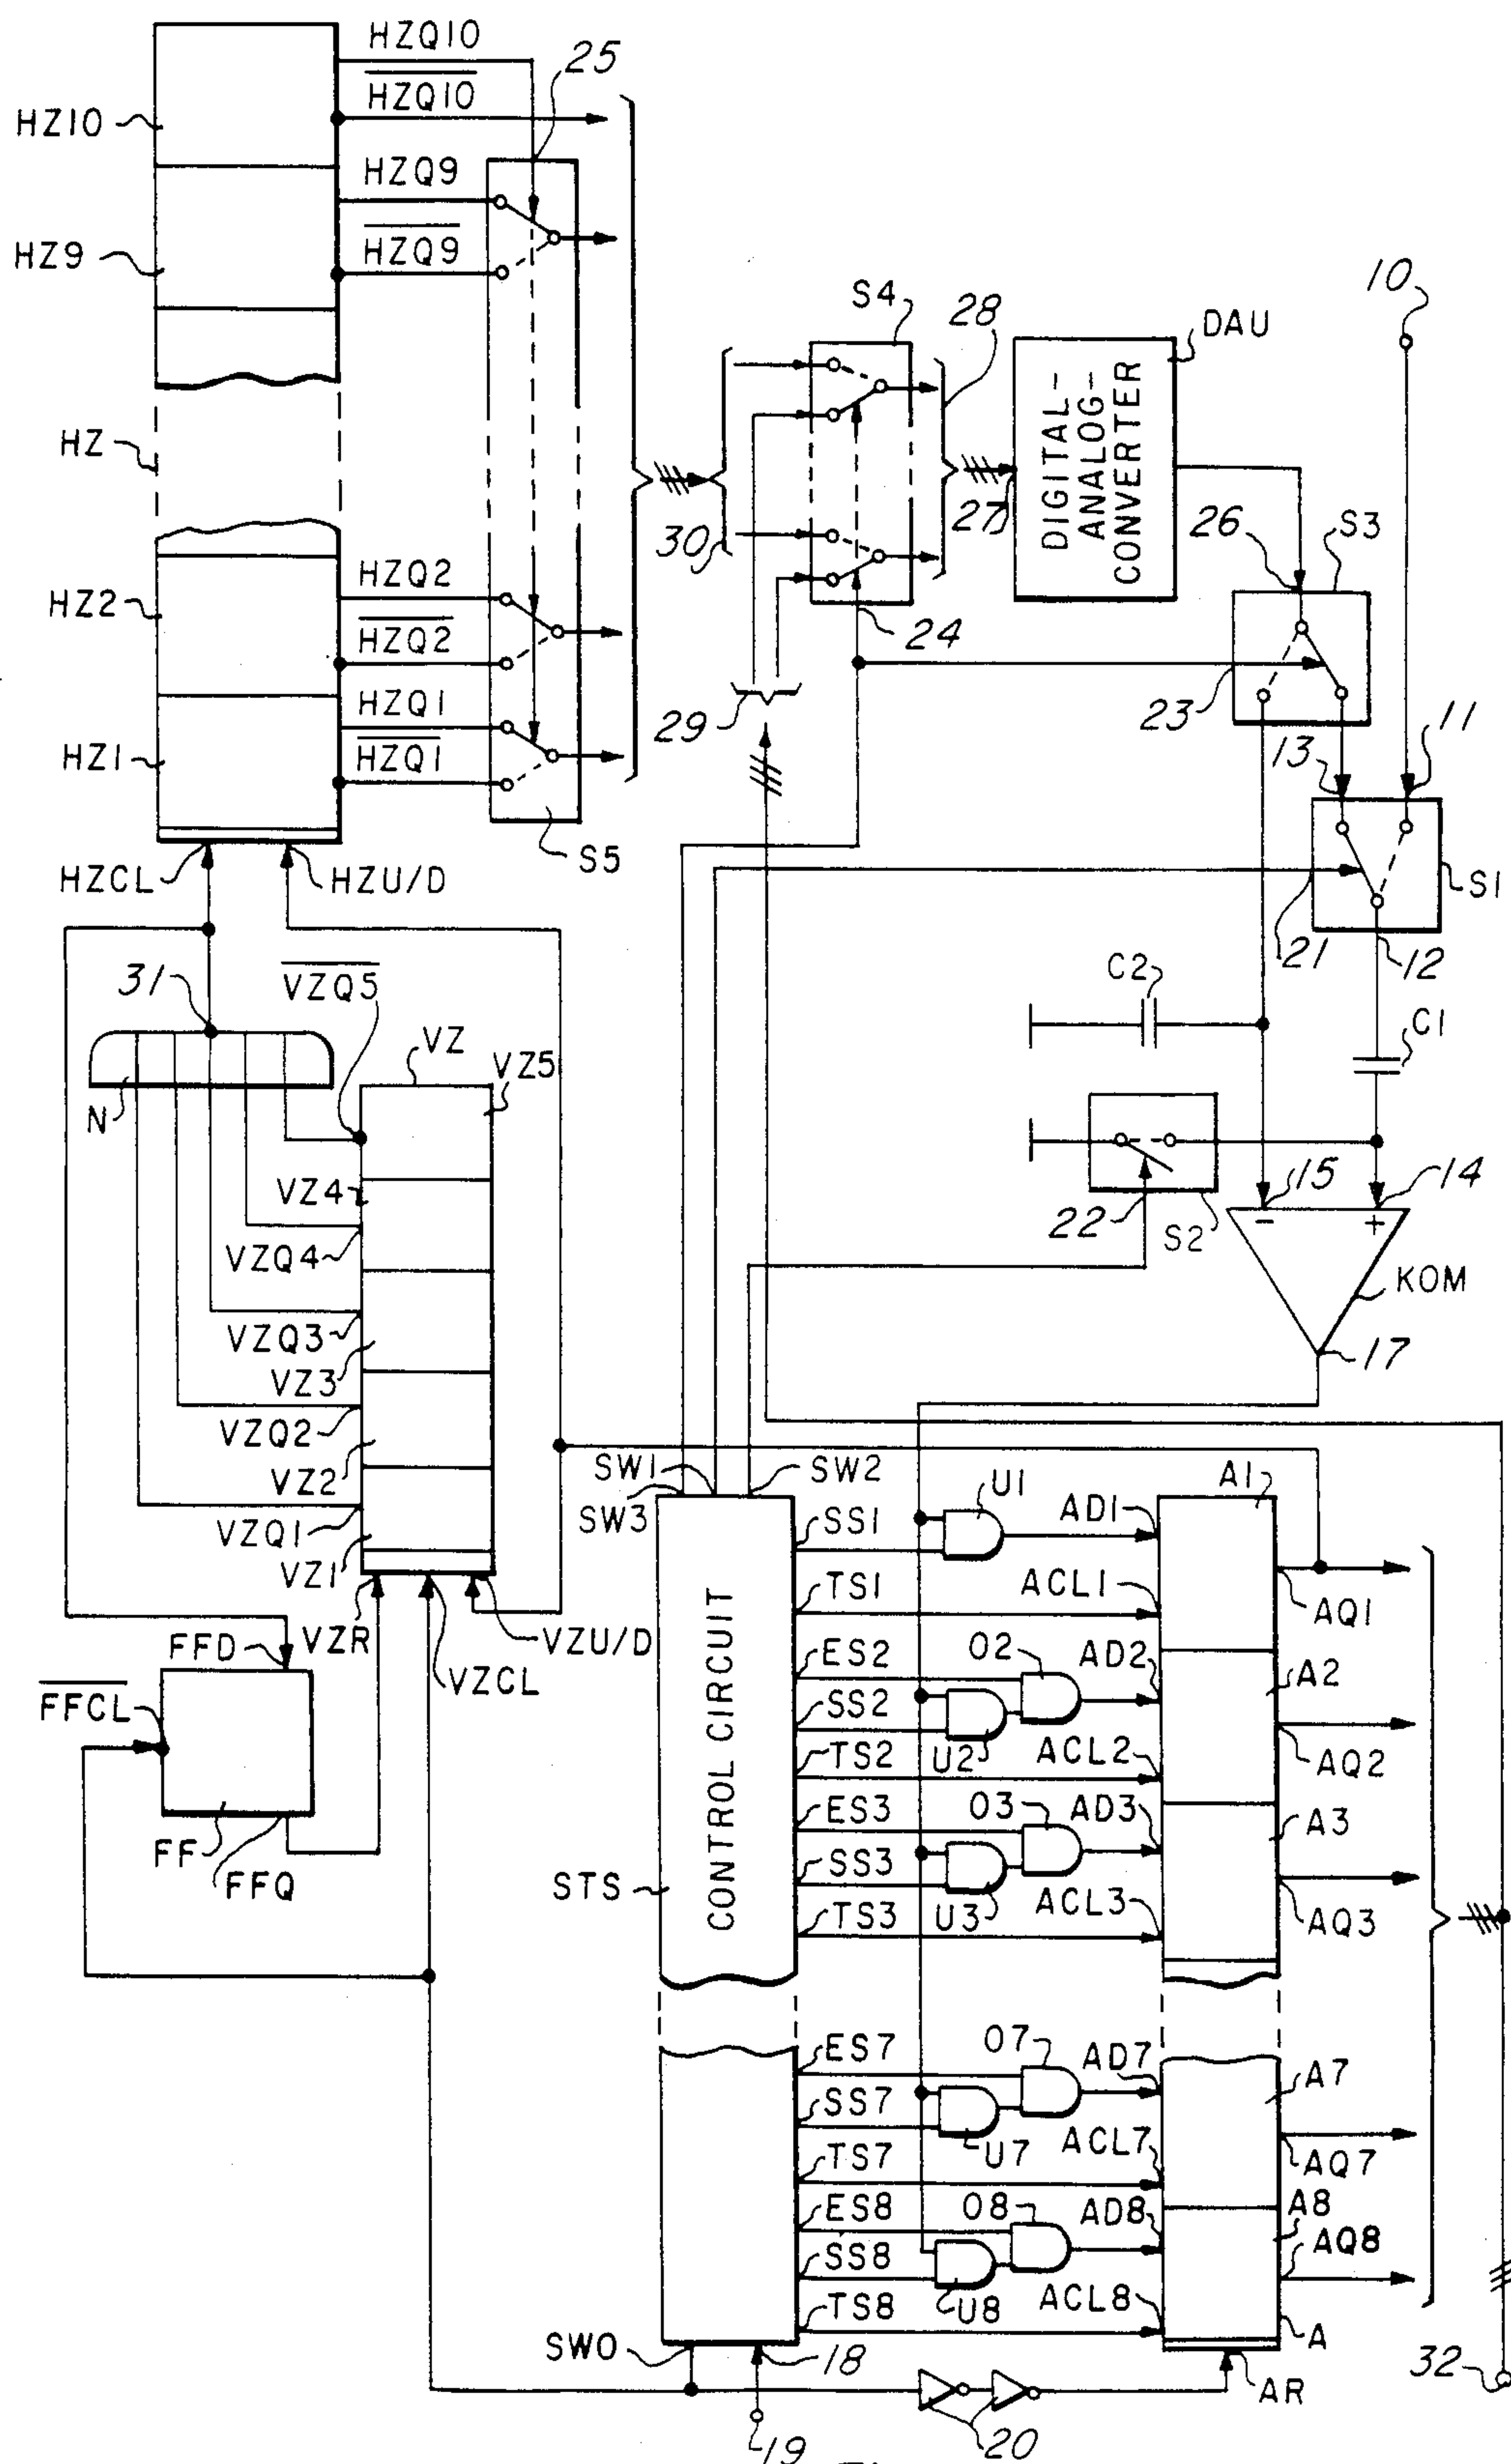 HZQ10
25
HZQ10
HZ10
HZQ9
HZ9
HZQ9
10
S4
28
DAU
DIGITAL-
ANALOG-
CONVERTER
HZ
30
27
26
S3
HZQ2
HZ2
HZQ2
24
HZQ1
29
23
11
HZ1
HZQ1
13
S5
HZCL
HZU/D
S1
21
12
31
VZQ5
C2
C1
VZ
VZ5
N
VZ4
15
14
22
S2
- +
VZQ4
KOM
VZQ3
17
VZ3
VZQ2
SW1
SW2
A1
VZ2
SW3
U1
AD1
VZQ1
SS1
VZ1
TS1
ACL1
AQ1
FFD
VZR
VZU/D
ES2
O2
AD2
A2
VZCL
FFCL
SS2
U2
TS2
ACL2
AQ2
CONTROL CIRCUIT
ES3
O3
AD3
A3
FF
FFQ
SS3
STS
U3
ACL3
TS3
AQ3
ES7
O7
AD7
A7
SS7
U7
ACL7
TS7
AQ7
ES8
O8
AD8
A8
SS8
AQ8
U8
ACL8
TS8
SW0
18
A
32
AR
20
19